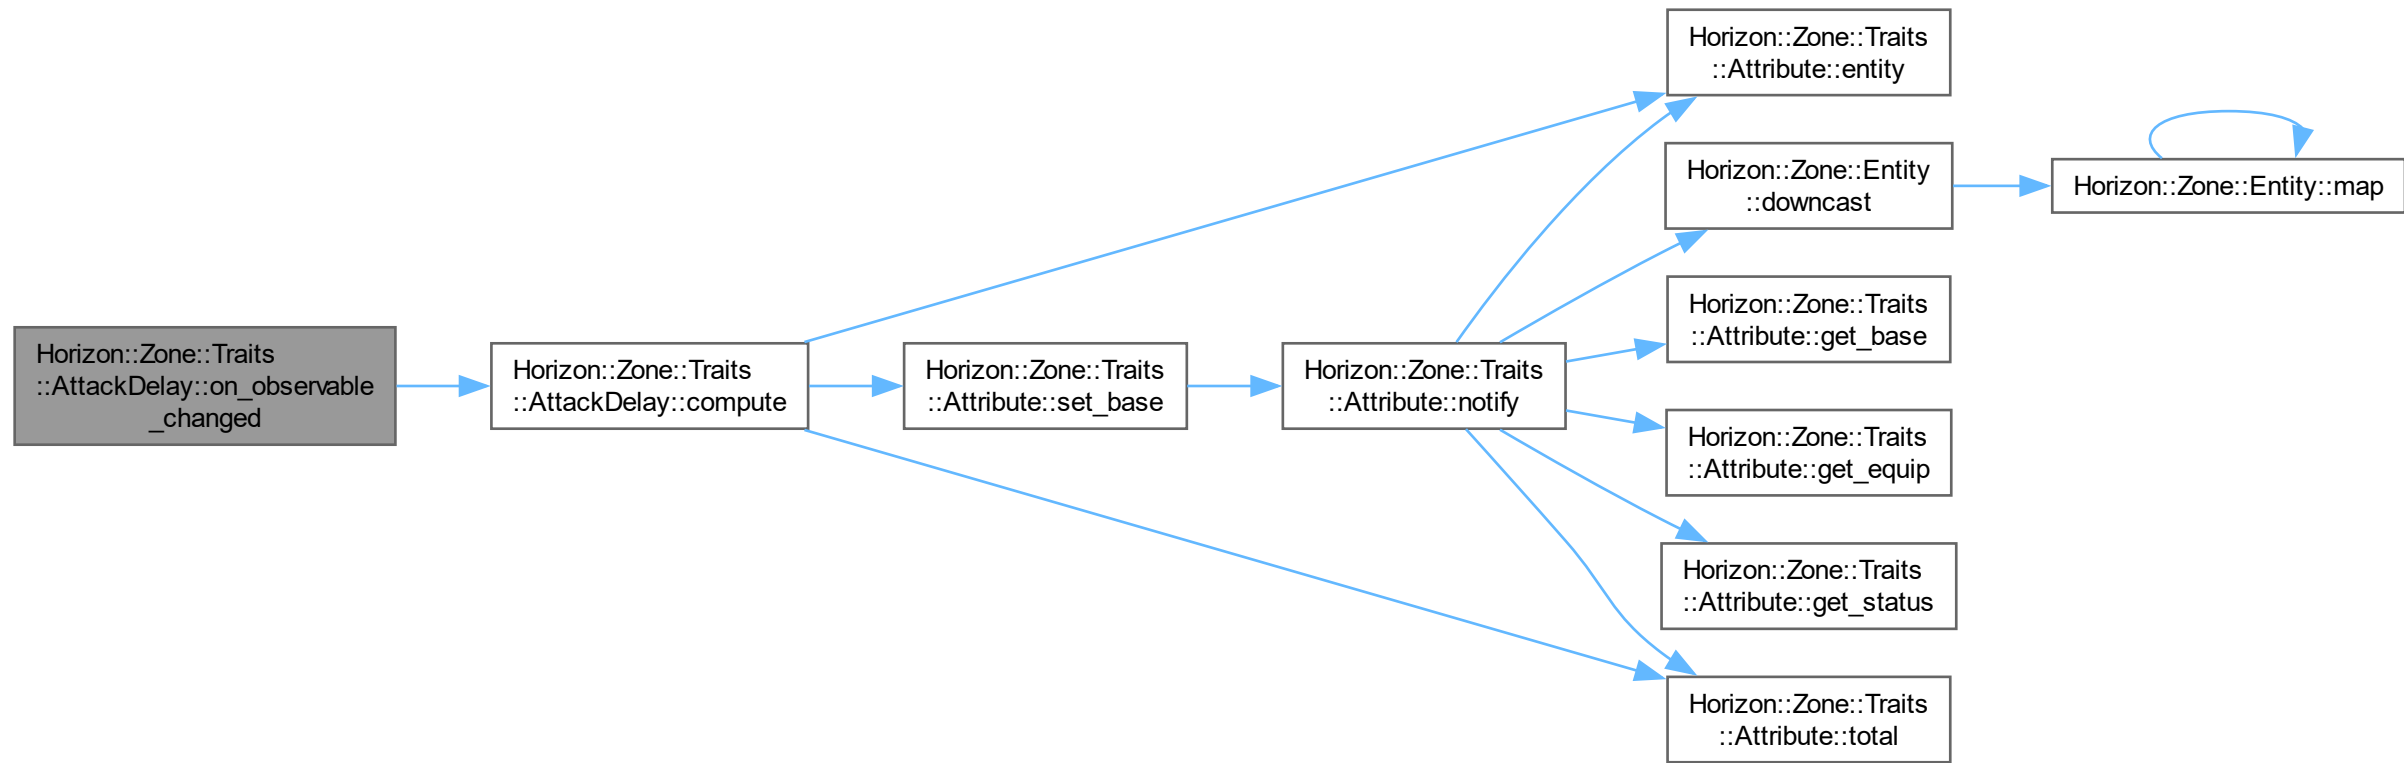 Horizon::Zone::Traits
::AttackDelay::on_observable
_changed
Horizon::Zone::Traits
::AttackDelay::compute
Horizon::Zone::Traits
::Attribute::set_base
Horizon::Zone::Traits
::Attribute::notify
Horizon::Zone::Traits
::Attribute::entity
Horizon::Zone::Entity
::downcast
Horizon::Zone::Entity::map
Horizon::Zone::Traits
::Attribute::get_base
Horizon::Zone::Traits
::Attribute::get_equip
Horizon::Zone::Traits
::Attribute::get_status
Horizon::Zone::Traits
::Attribute::total